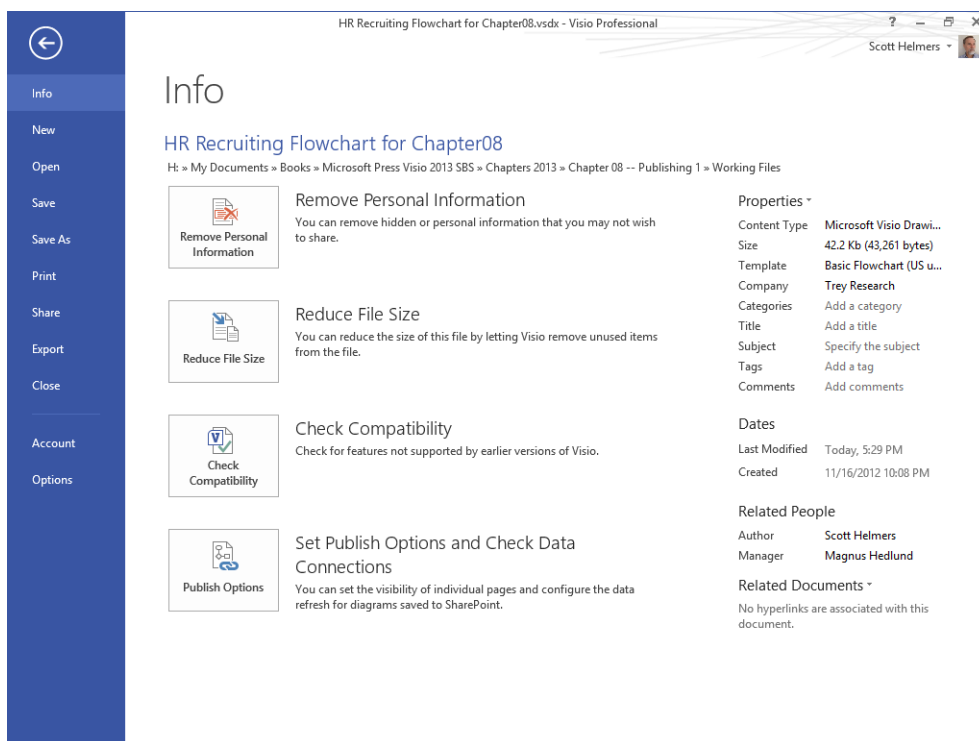 HR Recruiting Flowchart for Chapter08.vsdx - Visio Professional
?
Scott Helmers
Info
New
Open
Save
Save As
Print
Share
Export
Close
Account
Options
Info
HR Recruiting Flowchart for Chapter08
H: » My Documents » Books » Microsoft Press Visio 2013 SBS » Chapters 2013 » Chapter 08 -- Publishing 1 » Working Files
Remove Personal
Information
Remove Personal Information
You can remove hidden or personal information that you may not wish
to share.
Reduce File Size
Reduce File Size
You can reduce the size of this file by letting Visio remove unused items
from the file.
Check
Compatibility
Check Compatibility
Check for features not supported by earlier versions of Visio.
Publish Options
Set Publish Options and Check Data
Connections
You can set the visibility of individual pages and configure the data
refresh for diagrams saved to SharePoint.
Properties
Content Type Microsoft Visio Drawi...
Size 42.2 Kb (43,261 bytes)
Template Basic Flowchart (US u...
Company Trey Research
Categories Add a category
Title Add a title
Subject Specify the subject
Tags Add a tag
Comments Add comments
Dates
Last Modified Today, 5:29 PM
Created 11/16/2012 10:08 PM
Related People
Author Scott Helmers
Manager Magnus Hedlund
Related Documents
No hyperlinks are associated with this
document.